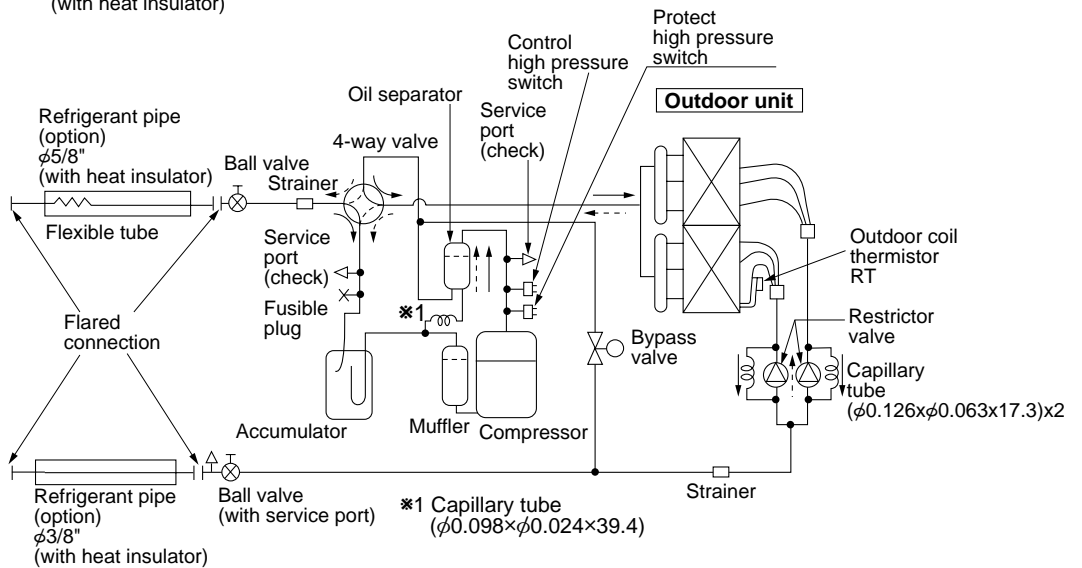 (with heat insulator)
Protect
high pressure
switch
Control
high pressure
switch
Outdoor unit
Oil separator
Service
port
(check)
Refrigerant pipe
(option)
φ5/8"
(with heat insulator)
4-way valve
Ball valve
Strainer
Flexible tube
Service
port
(check)
Fusible
plug
Outdoor coil
thermistor
RT
Flared
connection
※1
Bypass
valve
Restrictor
valve
Capillary
tube
(φ0.126xφ0.063x17.3)x2
Accumulator
Muffler
Compressor
Refrigerant pipe
(option)
φ3/8"
(with heat insulator)
Ball valve
(with service port)
※1 Capillary tube
(φ0.098×φ0.024×39.4)
Strainer